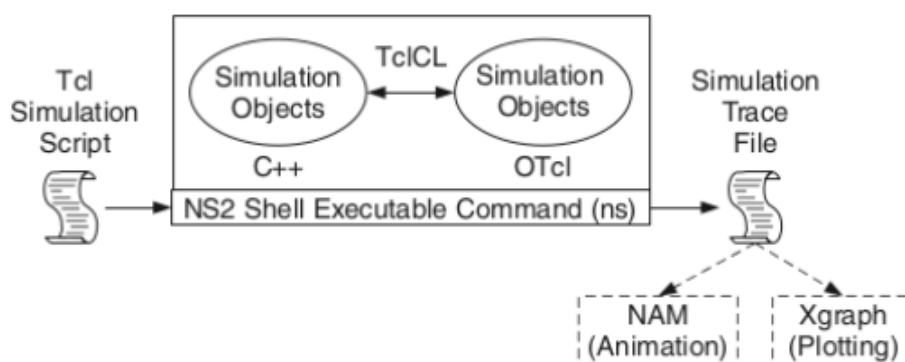 Tcl
Simulation
Script
TclCL
Simulation
Objects
Simulation
Objects
C++
OTcl
NS2 Shell Executable Command (ns)
Simulation
Trace
File
NAM
(Animation)
Xgraph
(Plotting)